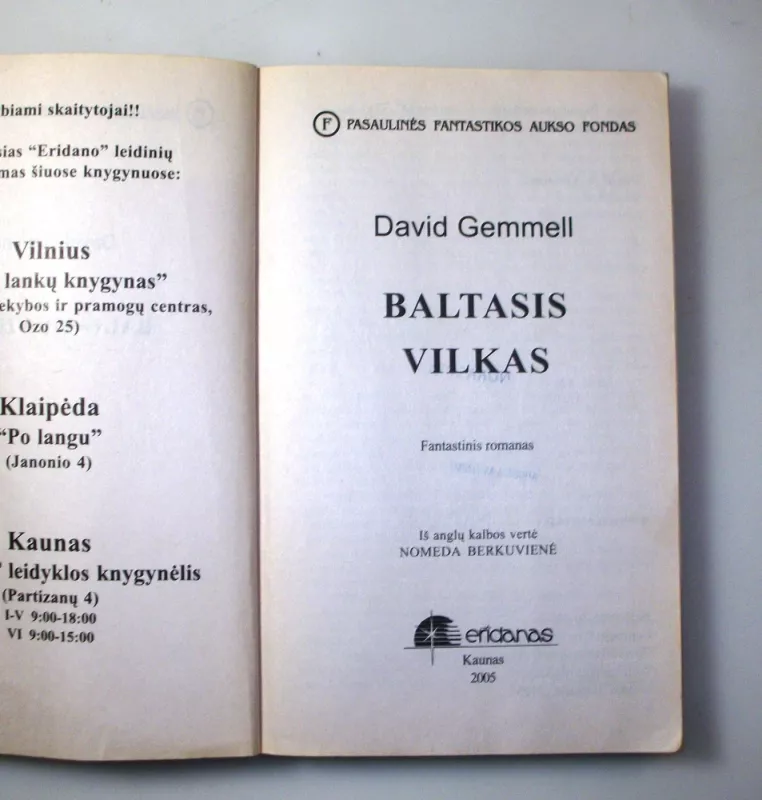 biami skaitytojai!!
sias “Eridano” leidinių
mas šiuose knygynuose:
Vilnius
lankų knygynas”
ekybos ir pramogų centras,
Ozo 25)
Klaipėda
“Po langu”
(Janonio 4)
Kaunas
leidyklos knygynėlis
(Partizanų 4)
I-V 9:00-18:00
VI 9:00-15:00
F PASAULINĖS FANTASTIKOS AUKSO FONDAS
David Gemmell
BALTASIS
VILKAS
Fantastinis romanas
Iš anglų kalbos vertė
NOMEDA BERKUVIENĖ
eridanas
Kaunas
2005